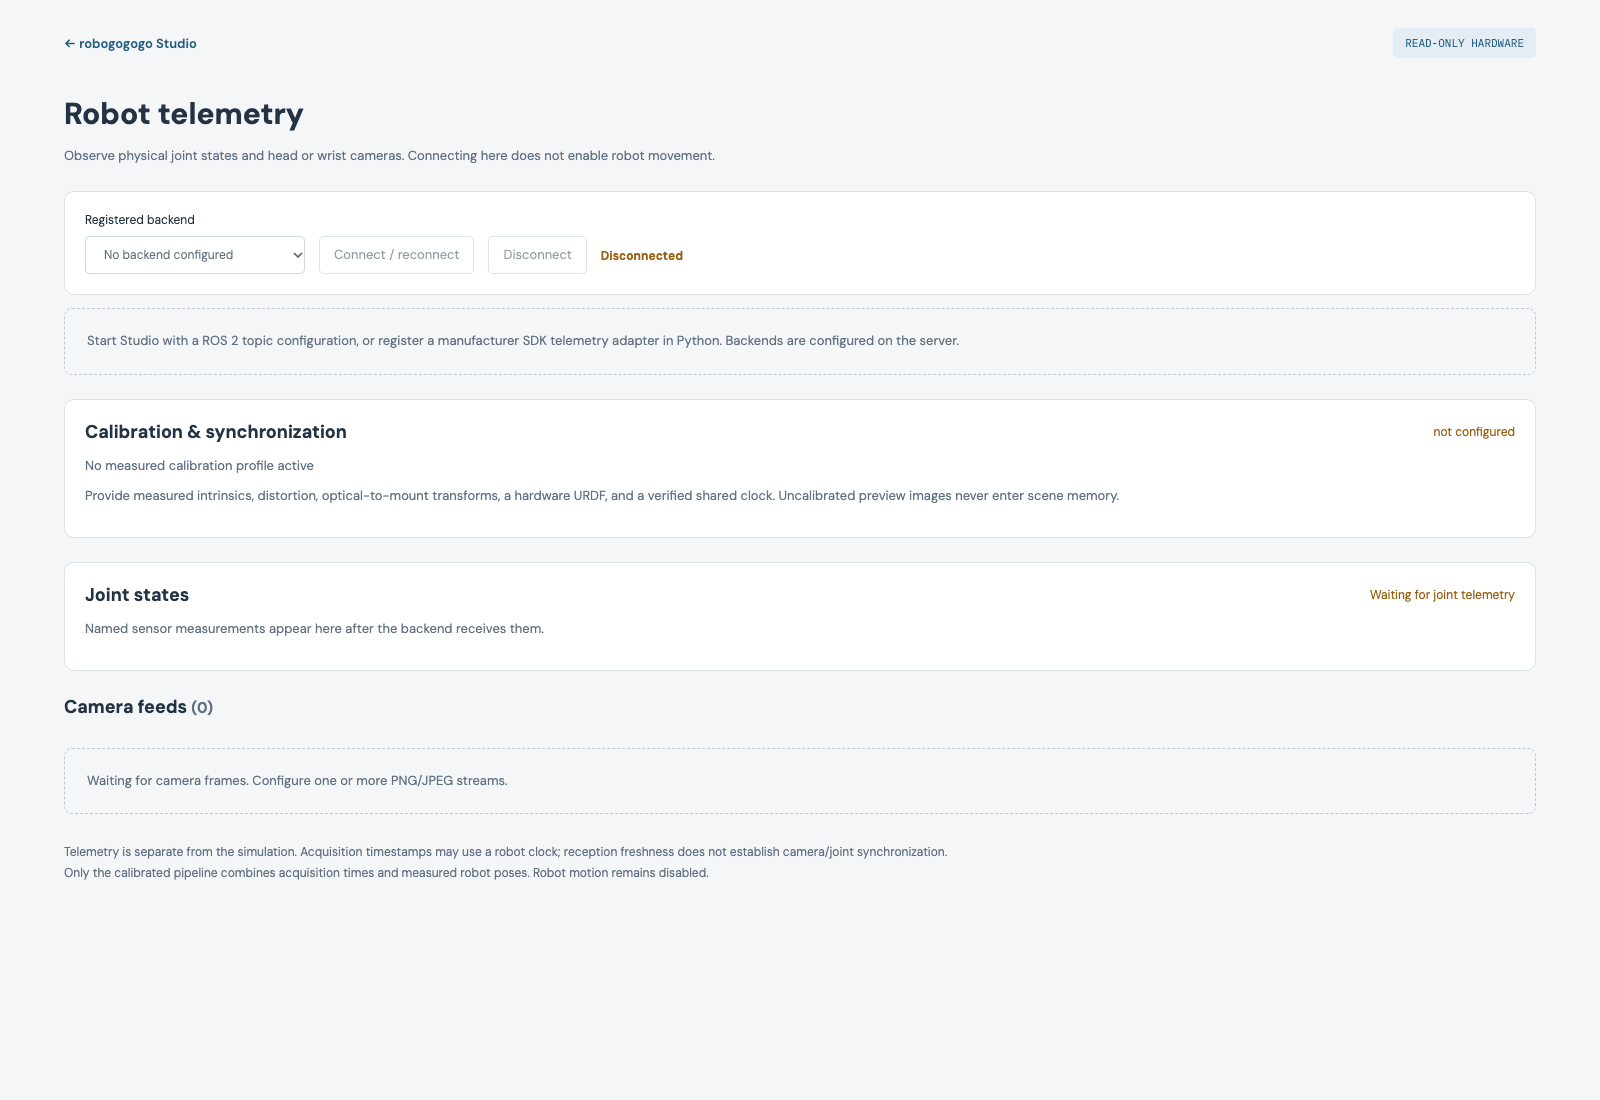 ← robogogogo Studio
READ-ONLY HARDWARE
Robot telemetry
Observe physical joint states and head or wrist cameras. Connecting here does not enable robot movement.
Registered backend
No backend configured
Connect / reconnect
Disconnect
Disconnected
Start Studio with a ROS 2 topic configuration, or register a manufacturer SDK telemetry adapter in Python. Backends are configured on the server.
Calibration & synchronization
not configured
No measured calibration profile active
Provide measured intrinsics, distortion, optical-to-mount transforms, a hardware URDF, and a verified shared clock. Uncalibrated preview images never enter scene memory.
Joint states
Waiting for joint telemetry
Named sensor measurements appear here after the backend receives them.
Camera feeds (0)
Waiting for camera frames. Configure one or more PNG/JPEG streams.
Telemetry is separate from the simulation. Acquisition timestamps may use a robot clock; reception freshness does not establish camera/joint synchronization.
Only the calibrated pipeline combines acquisition times and measured robot poses. Robot motion remains disabled.